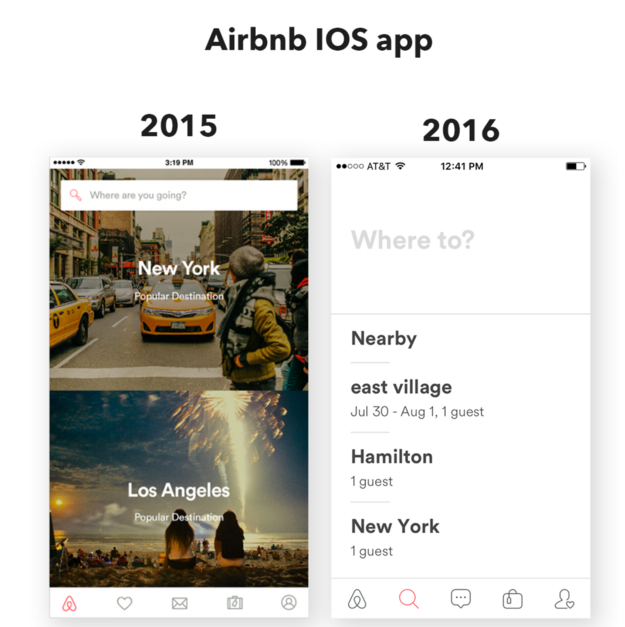 Airbnb IOS app
2015
3:19 PM
100%
Where are you going?
New York
Popular Destination
Los Angeles
Popular Destination
2016
AT&T
12:41 PM
Where to?
Nearby
east village
Jul 30 - Aug 1, 1 guest
Hamilton
1 guest
New York
1 guest